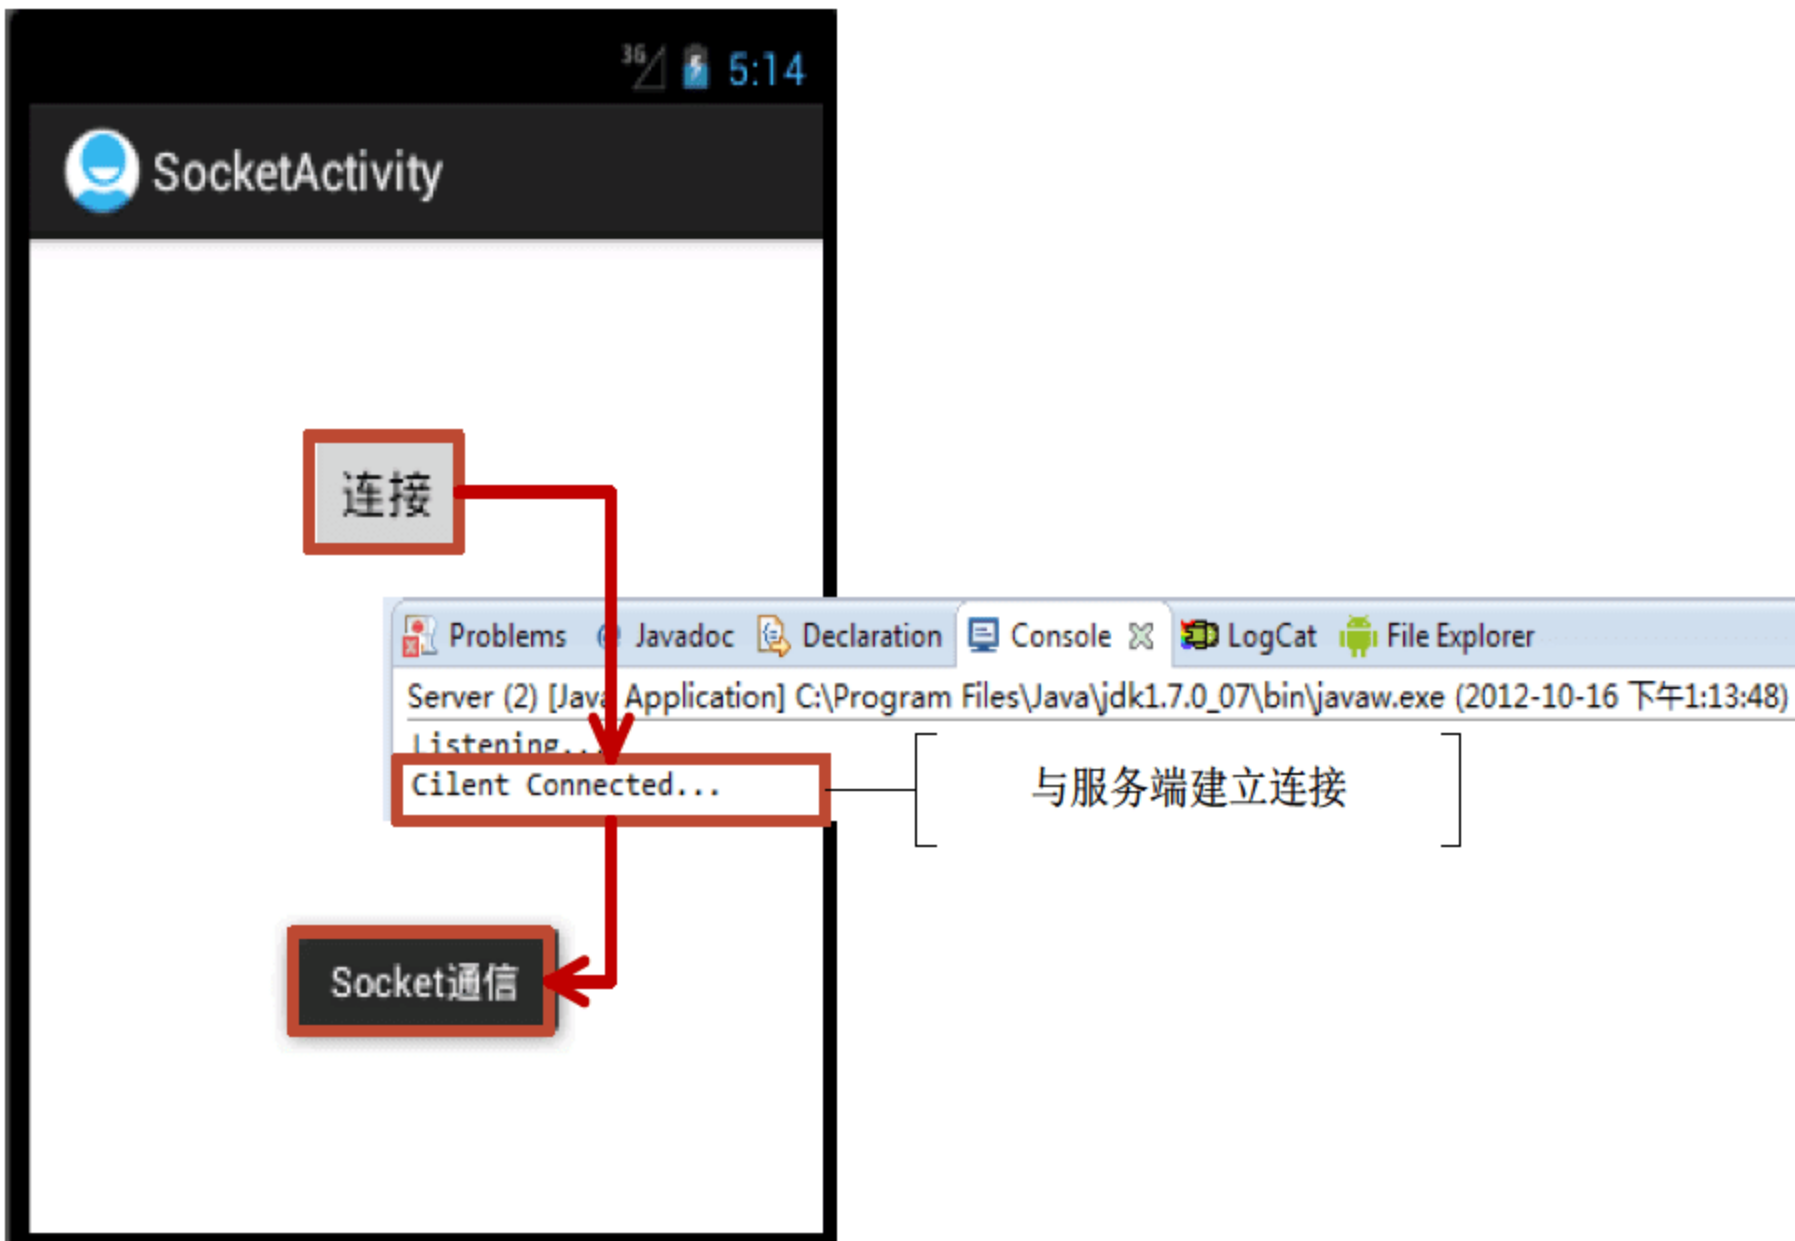 3G 5:14
SocketActivity
连接
Problems @ Javadoc Declaration Console LogCat File Explorer
Server (2) [Java Application] C:\Program Files\Java\jdk1.7.0_07\bin\javaw.exe (2012-10-16 下午1:13:48)
Listening...
Cilent Connected...
与服务端建立连接
Socket通信